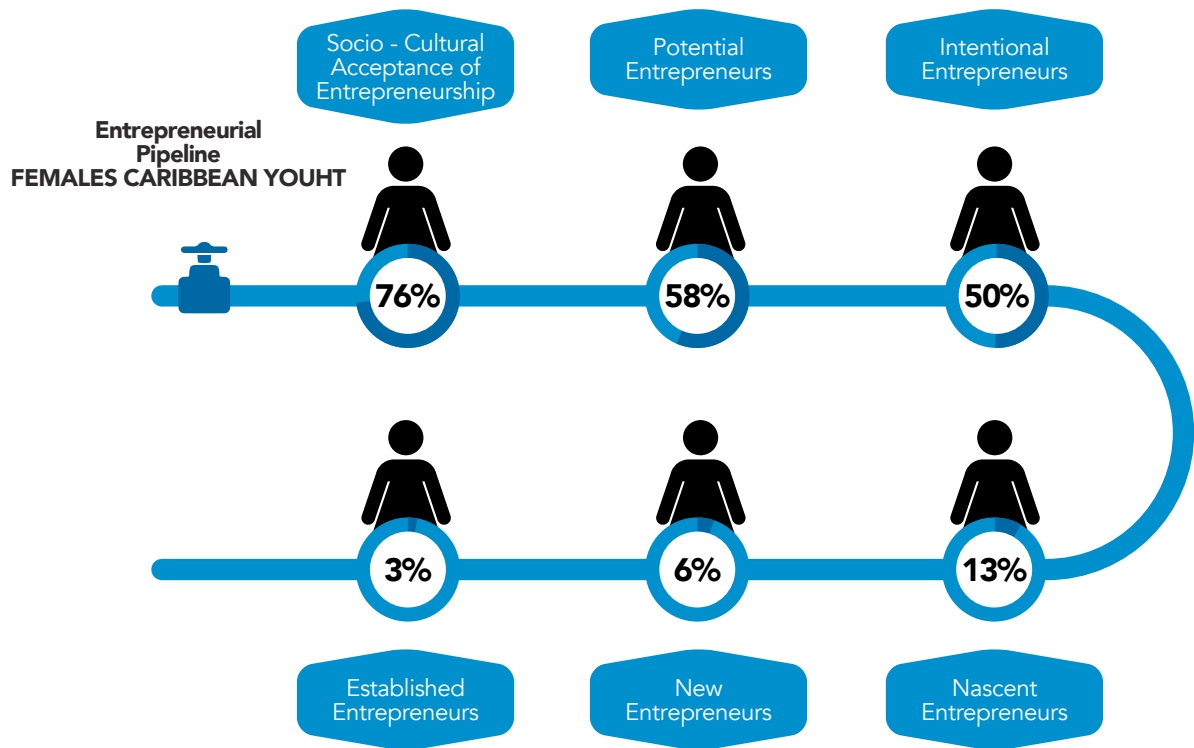 Socio - Cultural
Acceptance of
Entrepreneurship
Potential
Entrepreneurs
Intentional
Entrepreneurs
Entrepreneurial
Pipeline
FEMALES CARIBBEAN YOUHT
76%
58%
50%
3%
6%
13%
Established
Entrepreneurs
New
Entrepreneurs
Nascent
Entrepreneurs